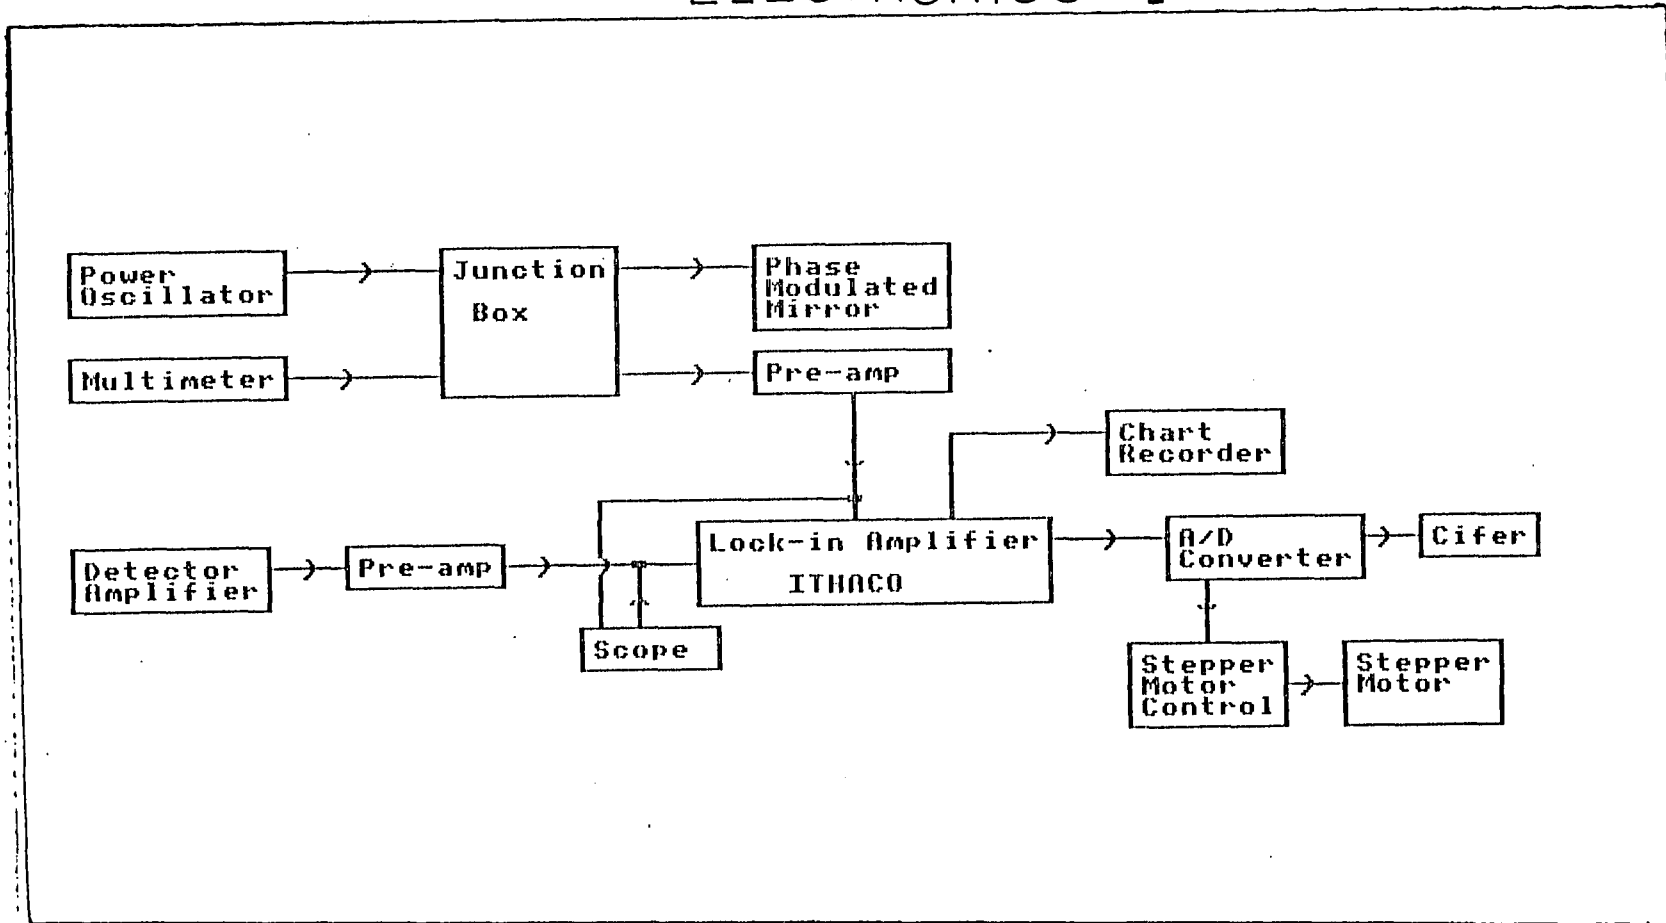 Power
Oscillator
Junction
Box
Phase
Modulated
Mirror
Multimeter
Pre-amp
Chart
Recorder
Detector
Amplifier
Pre-amp
Lock-in Amplifier
ITHACO
A/D
Converter
Cifer
Scope
Stepper
Motor
Control
Stepper
Motor